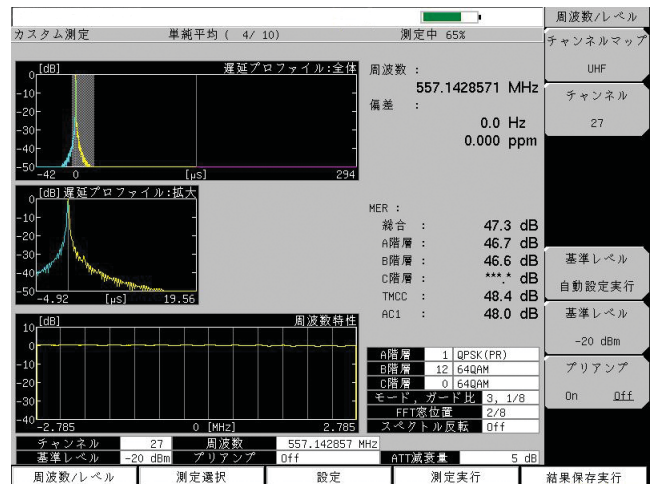 周波数/レベル
カスタム測定 単純平均 ( 4/ 10) 測定中 65%
チャンネルマップ
UHF
チャンネル
27
[dB] 遅延プロファイル:全体
0
-10
-20
-30
-40
-50
-42 0 [μs] 294
周波数 :
557.1428571 MHz
偏差 :
0.0 Hz
0.000 ppm
[dB] 遅延プロファイル:拡大
0
-10
-20
-30
-40
-50
-4.92 [μs] 19.56
MER :
総合 : 47.3 dB
A階層 : 46.7 dB
B階層 : 46.6 dB
C階層 : ***.* dB
TMCC : 48.4 dB
AC1 : 48.0 dB
基準レベル
自動設定実行
基準レベル
-20 dBm
プリアンプ
On Off
[dB] 周波数特性
10
0
-10
-20
-30
-40
-2.785 0 [MHz] 2.785
A階層 1 QPSK(PR)
B階層 12 64QAM
C階層 0 64QAM
モード, ガード比 3, 1/8
FFT窓位置 2/8
スペクトル反転 Off
チャンネル 27 周波数 557.142857 MHz
基準レベル -20 dBm プリアンプ Off ATT減衰量 5 dB
周波数/レベル 測定選択 設定 測定実行 結果保存実行